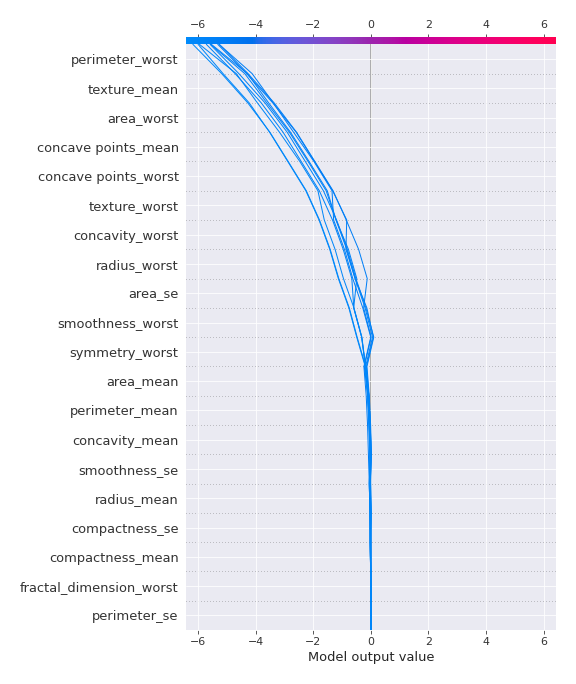 −6 −4 −2 0 2 4 6
perimeter_worst
texture_mean
area_worst
concave points_mean
concave points_worst
texture_worst
concavity_worst
radius_worst
area_se
smoothness_worst
symmetry_worst
area_mean
perimeter_mean
concavity_mean
smoothness_se
radius_mean
compactness_se
compactness_mean
fractal_dimension_worst
perimeter_se
−6 −4 −2 0 2 4 6
Model output value